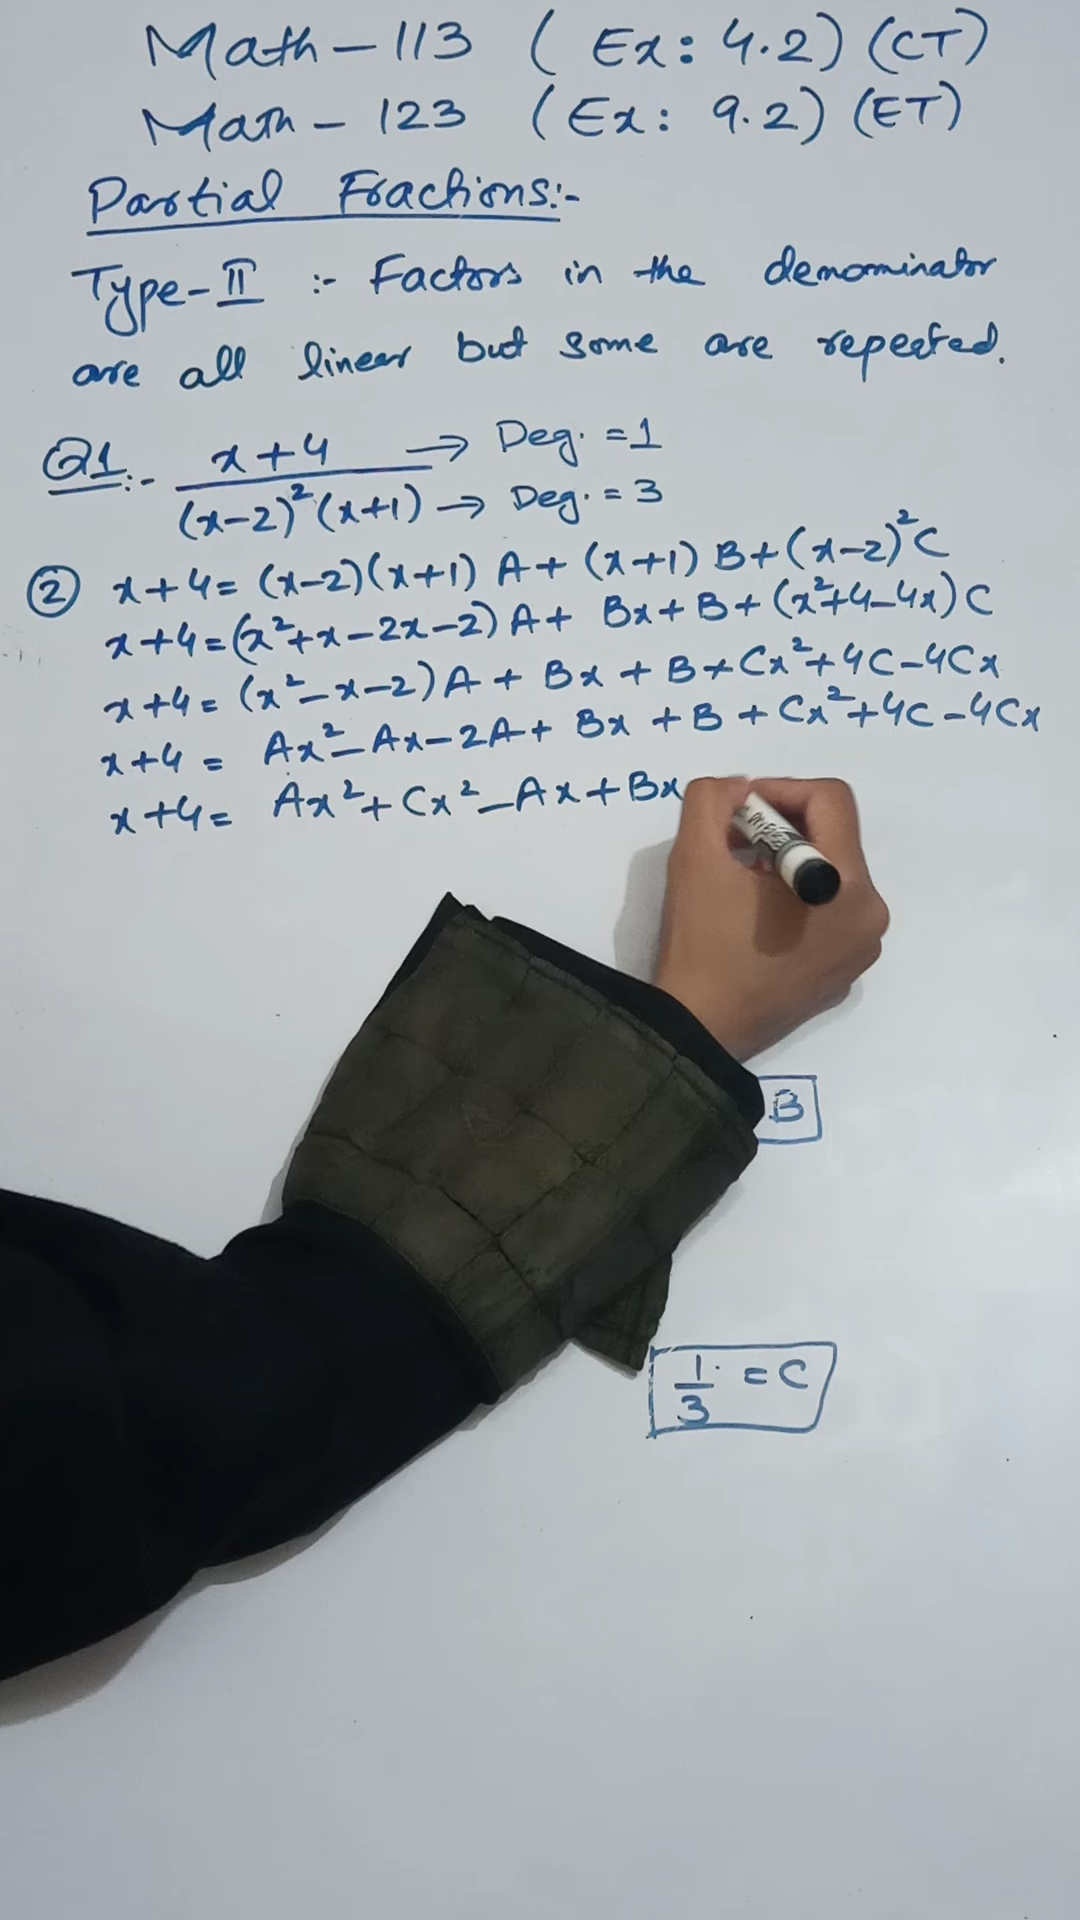 Math-113 (Ex: 4.2) (CT)
Math-123 (Ex: 9.2) (ET)
Partial Fractions:-
Type-II :- Factors in the denominator
are all linear but some are repeated.
Q1:- x+4 → Deg. = 1
(x-2)²(x+1) → Deg. = 3
② x+4 = (x-2)(x+1) A + (x+1) B + (x-2)² C
x+4 = (x²+x-2x-2) A + Bx + B + (x²+4-4x) C
x+4 = (x²-x-2) A + Bx + B + Cx² + 4C - 4Cx
x+4 = Ax² - Ax - 2A + Bx + B + Cx² + 4C - 4Cx
x+4 = Ax² + Cx² - Ax + Bx
B
1/3 = C